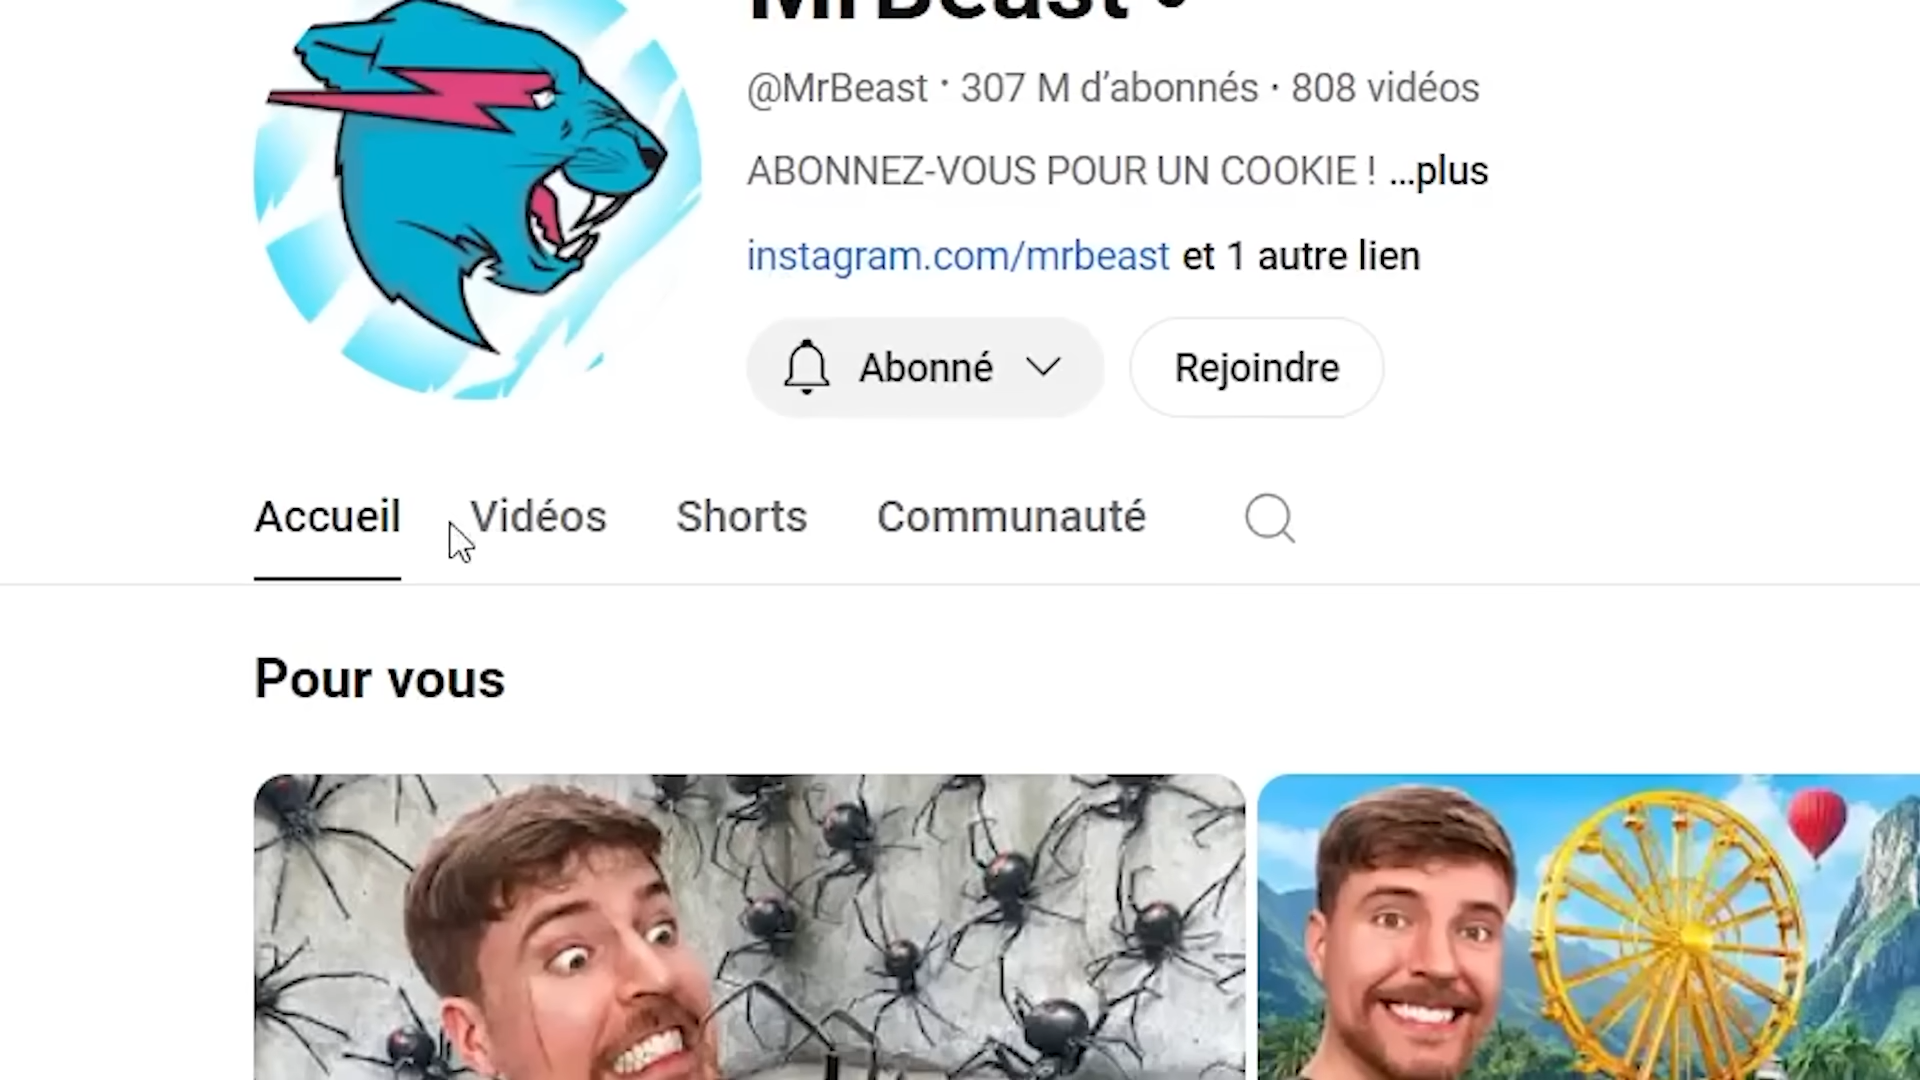 MrBeast
@MrBeast · 307 M d’abonnés · 808 vidéos
ABONNEZ-VOUS POUR UN COOKIE ! ...plus
instagram.com/mrbeast et 1 autre lien
Abonné
Rejoindre
Accueil
Vidéos
Shorts
Communauté
Pour vous